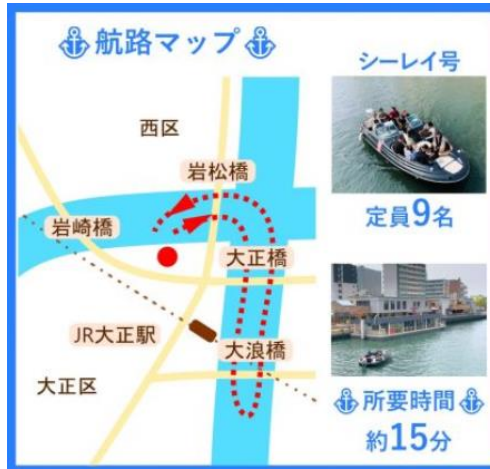 航路マップ
西区
岩松橋
岩崎橋
大正橋
JR大正駅
大浪橋
大正区
シーレイ号
定員9名
所要時間
約15分